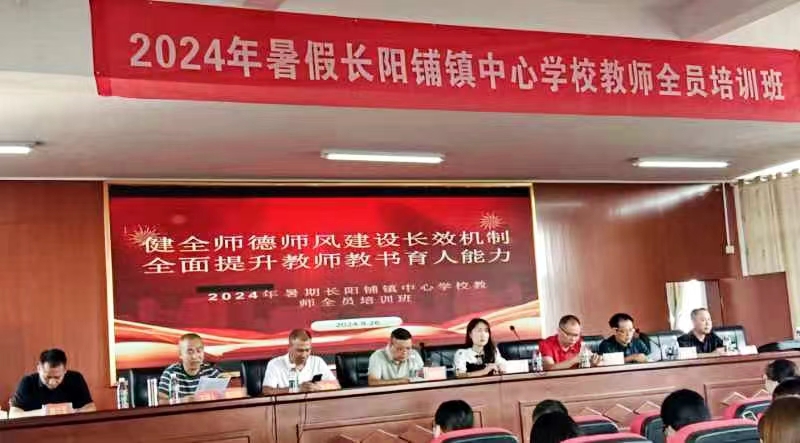 2024年暑假长阳铺镇中心学校教师全员培训班
健全师德师风建设长效机制
全面提升教师教书育人能力
2024年暑期长阳铺镇中心学校教
师全员培训班
2024.8.26